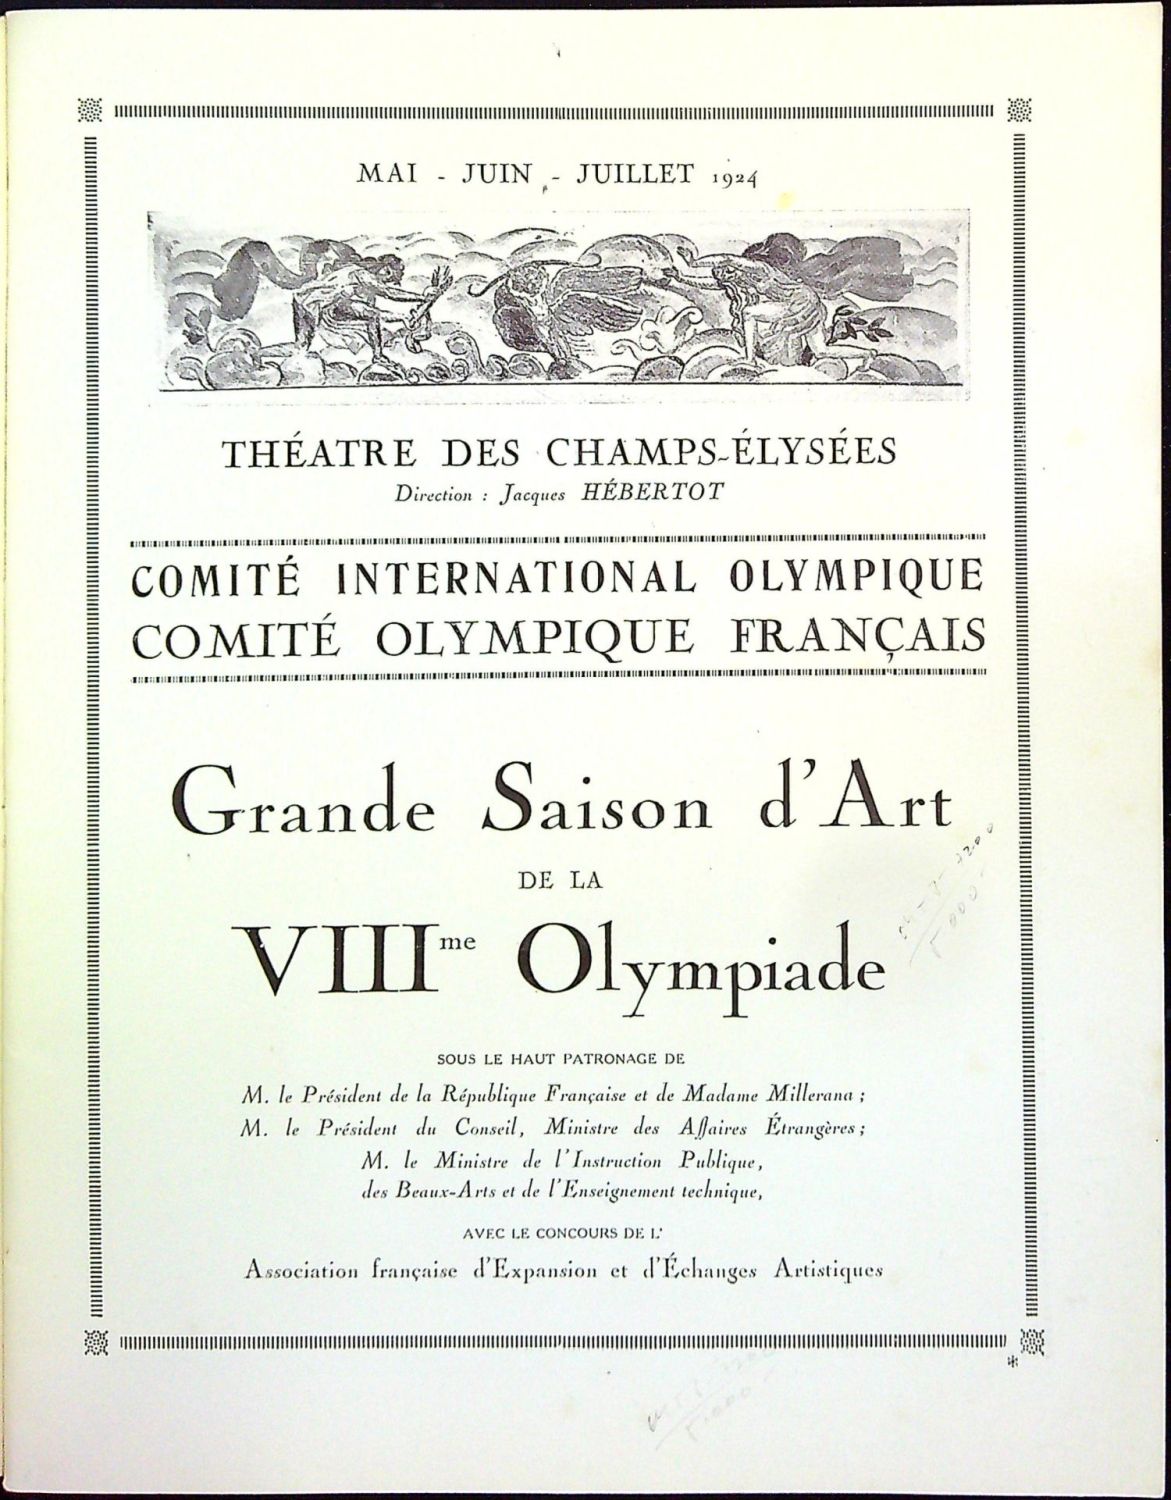 MAI - JUIN - JUILLET 1924
THÉATRE DES CHAMPS-ÉLYSÉES
Direction : Jacques HÉBERTOT
COMITÉ INTERNATIONAL OLYMPIQUE
COMITÉ OLYMPIQUE FRANÇAIS
Grande Saison d'Art
DE LA
VIIIme Olympiade
SOUS LE HAUT PATRONAGE DE
M. le Président de la République Française et de Madame Millerand ;
M. le Président du Conseil, Ministre des Affaires Étrangères ;
M. le Ministre de l'Instruction Publique,
des Beaux-Arts et de l'Enseignement technique,
AVEC LE CONCOURS DE L'
Association française d'Expansion et d'Échanges Artistiques